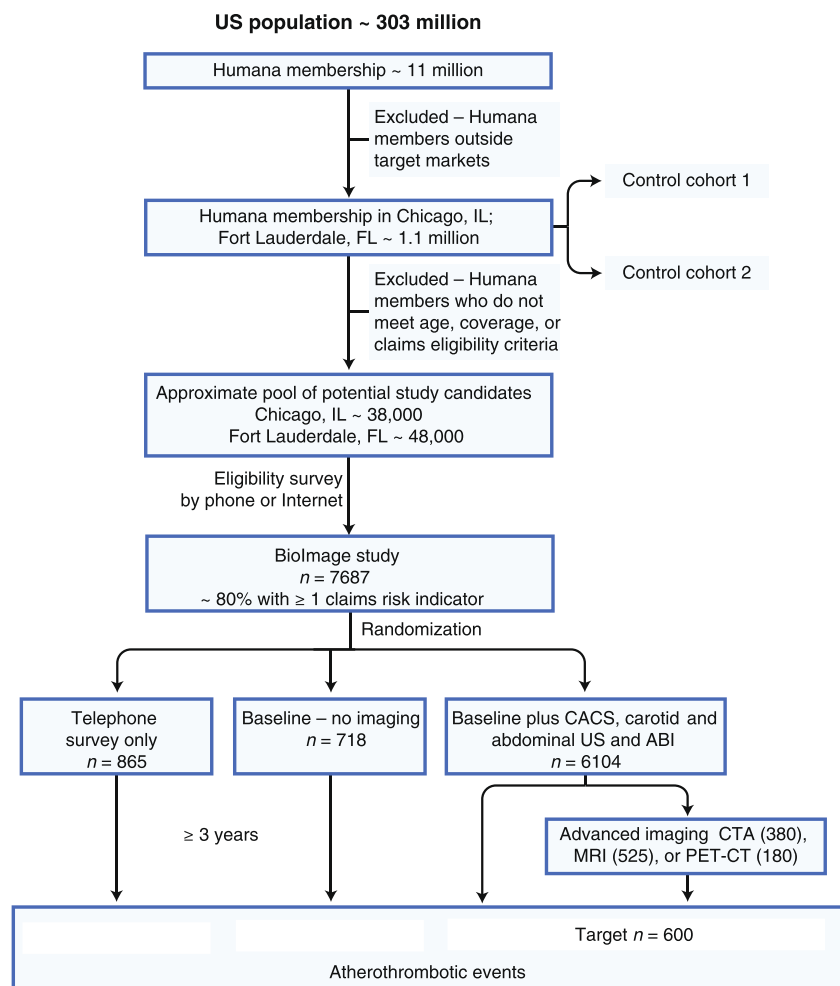 US population ~ 303 million
Humana membership ~ 11 million
Excluded – Humana
members outside
target markets
Humana membership in Chicago, IL;
Fort Lauderdale, FL ~ 1.1 million
Control cohort 1
Control cohort 2
Excluded – Humana
members who do not
meet age, coverage, or
claims eligibility criteria
Approximate pool of potential study candidates
Chicago, IL ~ 38,000
Fort Lauderdale, FL ~ 48,000
Eligibility survey
by phone or Internet
BioImage study
n = 7687
~ 80% with ≥ 1 claims risk indicator
Randomization
Telephone
survey only
n = 865
Baseline – no imaging
n = 718
Baseline plus CACS, carotid and
abdominal US and ABI
n = 6104
≥ 3 years
Advanced imaging CTA (380),
MRI (525), or PET-CT (180)
Target n = 600
Atherothrombotic events